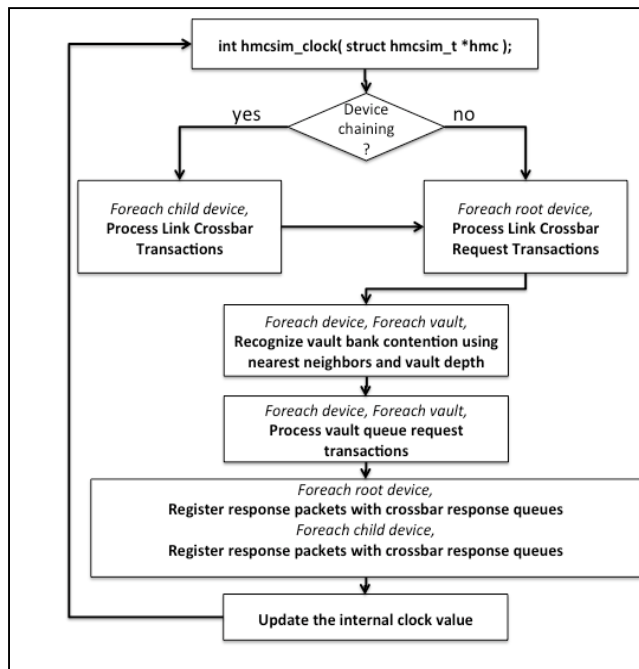 int hmcsim_clock( struct hmcsim_t *hmc );
yes
Device
chaining
?
no
Foreach child device,
Process Link Crossbar
Transactions
Foreach root device,
Process Link Crossbar
Request Transactions
Foreach device, Foreach vault,
Recognize vault bank contention using
nearest neighbors and vault depth
Foreach device, Foreach vault,
Process vault queue request
transactions
Foreach root device,
Register response packets with crossbar response queues
Foreach child device,
Register response packets with crossbar response queues
Update the internal clock value